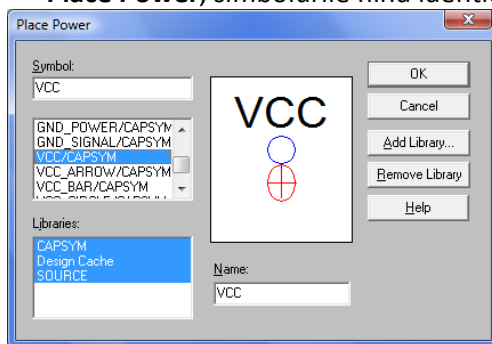 Place Power
Symbol:
VCC
GND_POWER/CAPSYM
GND_SIGNAL/CAPSYM
VCC/CAPSYM
VCC_ARROW/CAPSYM
VCC_BAR/CAPSYM
Libraries:
CAPSYM
Design Cache
SOURCE
VCC
Name:
VCC
OK
Cancel
Add Library...
Remove Library
Help